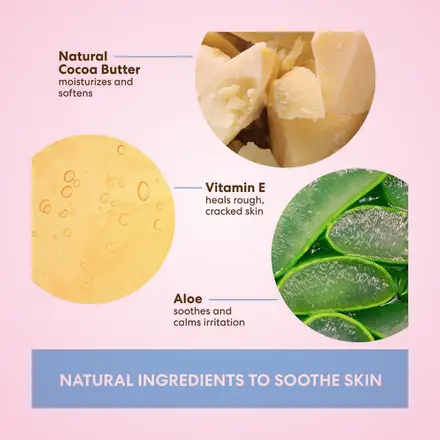 Natural
Cocoa Butter
moisturizes and
softens
Vitamin E
heals rough,
cracked skin
Aloe
soothes and
calms irritation
NATURAL INGREDIENTS TO SOOTHE SKIN